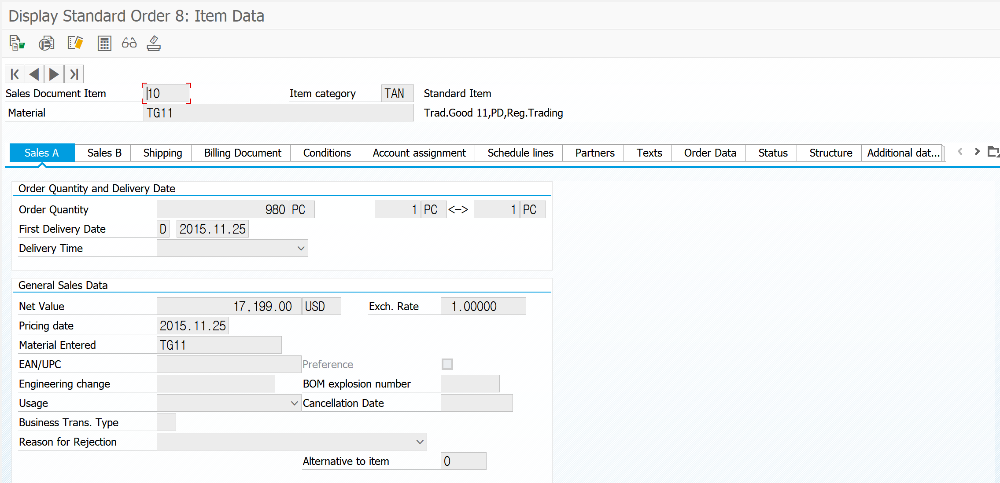 Display Standard Order 8: Item Data
Sales Document Item 10 Item category TAN Standard Item
Material TG11 Trad.Good 11,PD,Reg.Trading
Sales A Sales B Shipping Billing Document Conditions Account assignment Schedule lines Partners Texts Order Data Status Structure Additional dat...
Order Quantity and Delivery Date
Order Quantity 980 PC 1 PC <-> 1 PC
First Delivery Date D 2015.11.25
Delivery Time
General Sales Data
Net Value 17,199.00 USD Exch. Rate 1.00000
Pricing date 2015.11.25
Material Entered TG11
EAN/UPC Preference
Engineering change BOM explosion number
Usage Cancellation Date
Business Trans. Type
Reason for Rejection
Alternative to item 0